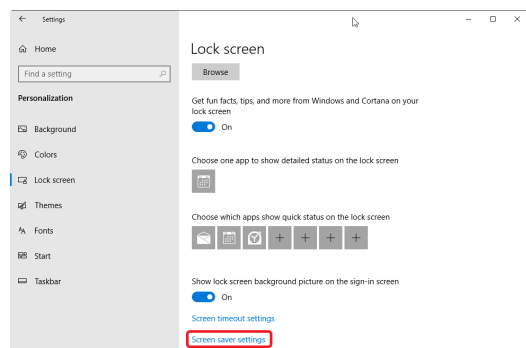 Settings
Home
Find a setting
Personalization
Background
Colors
Lock screen
Themes
Fonts
Start
Taskbar
Lock screen
Browse
Get fun facts, tips, and more from Windows and Cortana on your
lock screen
On
Choose one app to show detailed status on the lock screen
Choose which apps show quick status on the lock screen
Show lock screen background picture on the sign-in screen
On
Screen timeout settings
Screen saver settings